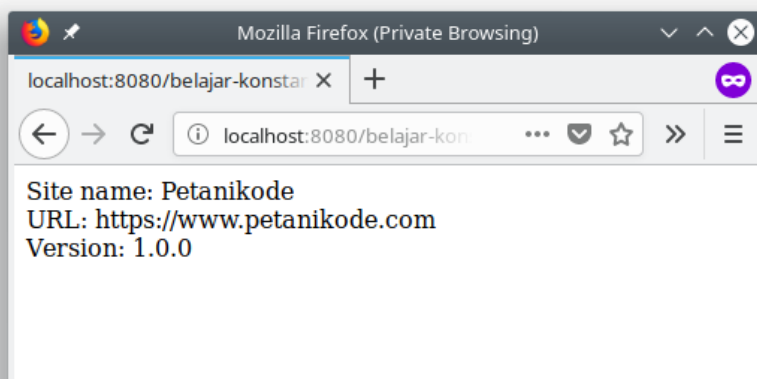 Mozilla Firefox (Private Browsing)
localhost:8080/belajar-konstar
localhost:8080/belajar-kon
Site name: Petanikode
URL: https://www.petanikode.com
Version: 1.0.0